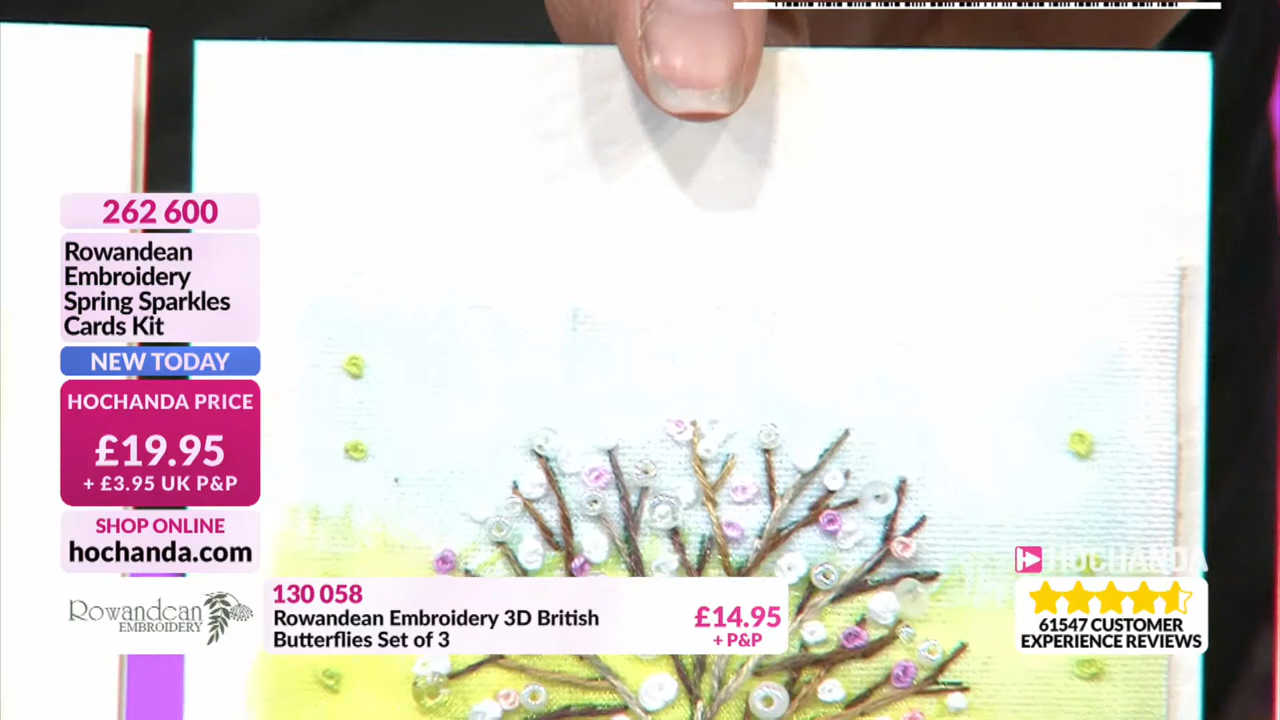 262 600
Rowandean
Embroidery
Spring Sparkles
Cards Kit
NEW TODAY
HOCHANDA PRICE
£19.95
+ £3.95 UK P&P
SHOP ONLINE
hochanda.com
Rowandean
EMBROIDERY
130 058
Rowandean Embroidery 3D British
Butterflies Set of 3
£14.95
+ P&P
HOCHANDA
61547 CUSTOMER
EXPERIENCE REVIEWS